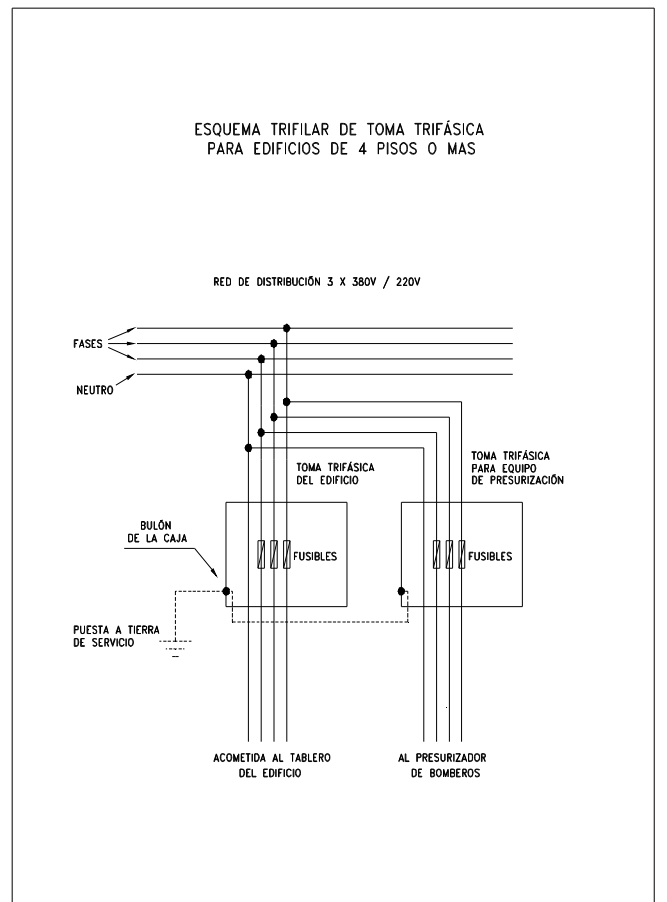 ESQUEMA TRIFILAR DE TOMA TRIFÁSICA
PARA EDIFICIOS DE 4 PISOS O MAS
RED DE DISTRIBUCIÓN 3 X 380V / 220V
FASES
NEUTRO
TOMA TRIFÁSICA
DEL EDIFICIO
TOMA TRIFÁSICA
PARA EQUIPO
DE PRESURIZACIÓN
BULÓN
DE LA CAJA
FUSIBLES
FUSIBLES
PUESTA A TIERRA
DE SERVICIO
ACOMETIDA AL TABLERO
DEL EDIFICIO
AL PRESURIZADOR
DE BOMBEROS